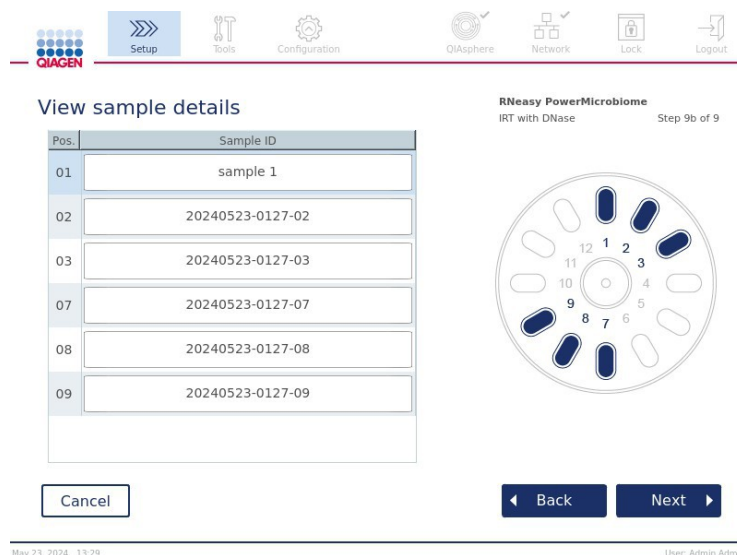 QIAGEN
Setup
Tools
Configuration
QIAsphere
Network
Lock
Logout
View sample details
RNeasy PowerMicrobiome
IRT with DNase
Step 9b of 9
Pos.
Sample ID
01
sample 1
02
20240523-0127-02
03
20240523-0127-03
07
20240523-0127-07
08
20240523-0127-08
09
20240523-0127-09
1
2
3
4
5
6
7
8
9
10
11
12
Cancel
Back
Next
May 23, 2024, 13:29
User: Admin Adm